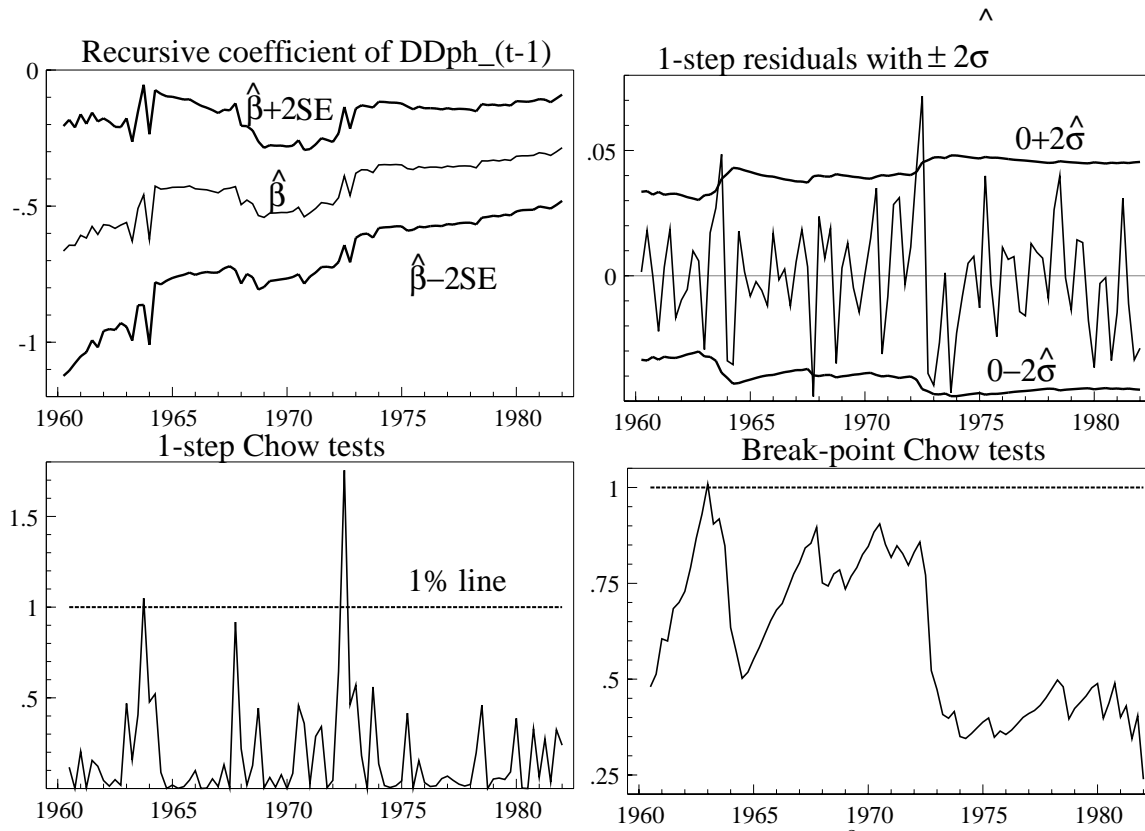 Recursive coefficient of DDph_(t-1)
0
-.5
-1
β̂+2SE
β̂
β̂−2SE
1960 1965 1970 1975 1980
1-step residuals with ± 2σ̂
.05
0
0+2σ̂
0−2σ̂
1960 1965 1970 1975 1980
1-step Chow tests
1.5
1
.5
1% line
1960 1965 1970 1975 1980
Break-point Chow tests
1
.75
.5
.25
1960 1965 1970 1975 1980